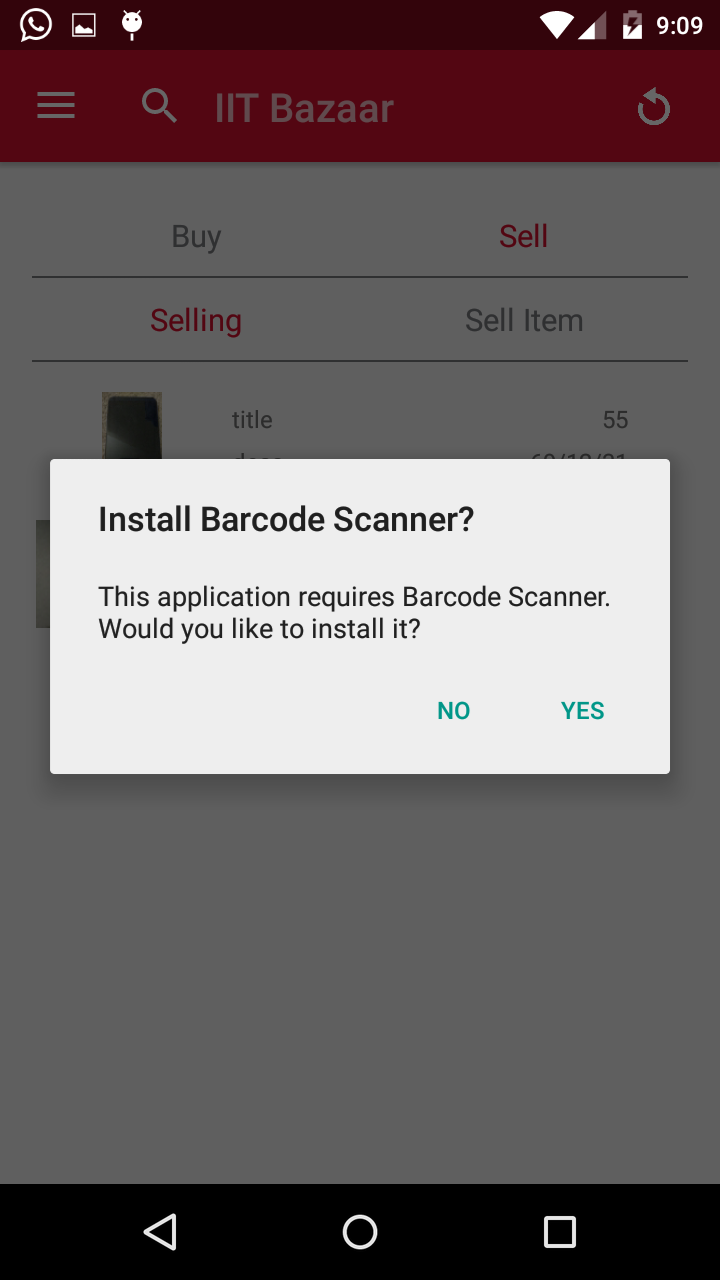 9:09
IIT Bazaar
Buy Sell
Selling Sell Item
title 55
Install Barcode Scanner?
This application requires Barcode Scanner.
Would you like to install it?
NO YES